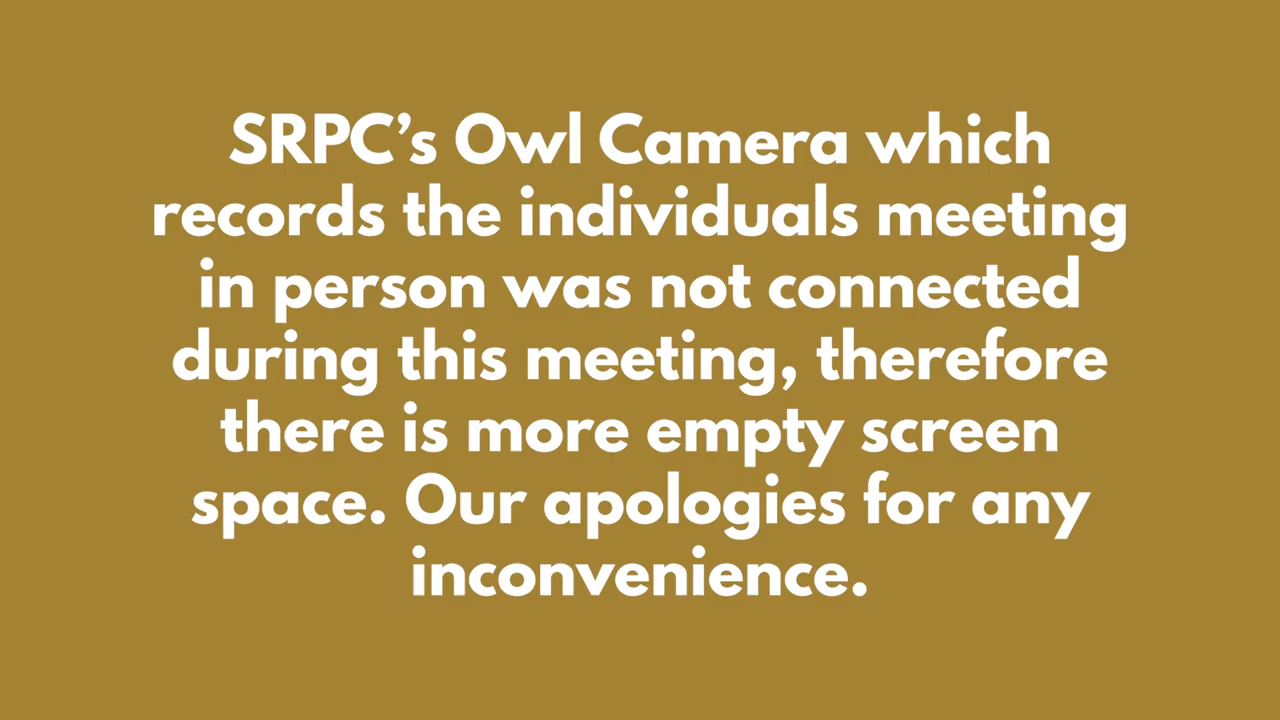 SRPC’s Owl Camera which
records the individuals meeting
in person was not connected
during this meeting, therefore
there is more empty screen
space. Our apologies for any
inconvenience.